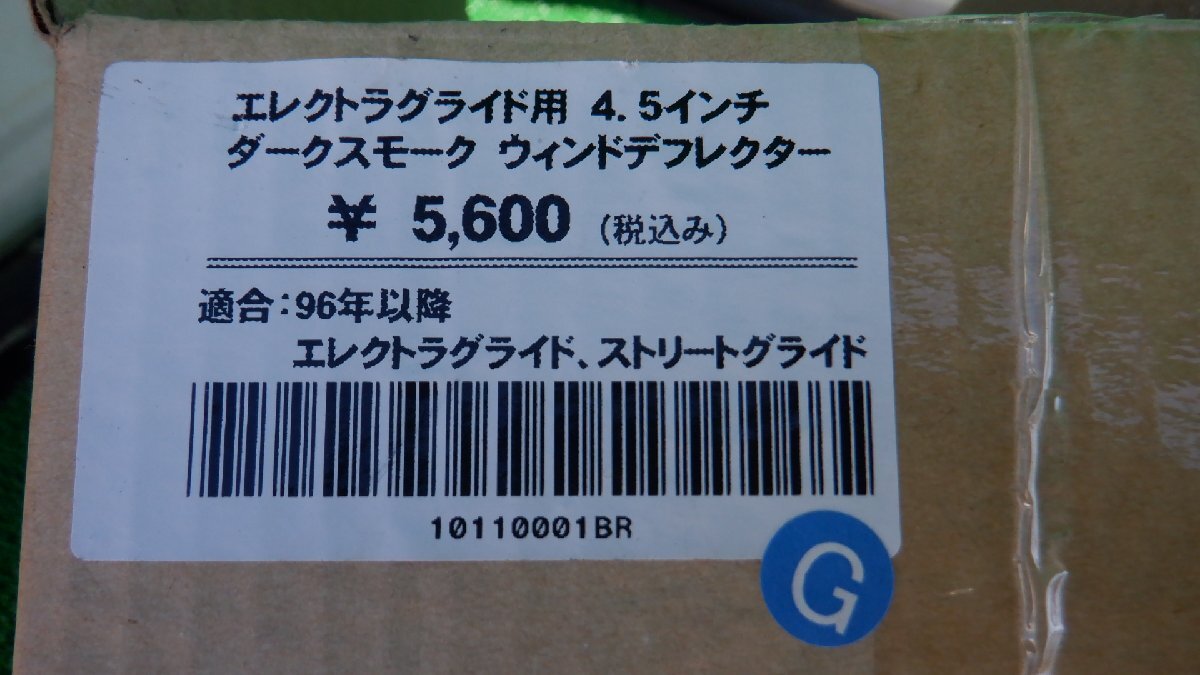 エレクトラグライド用 4.5インチ
ダークスモーク ウィンドデフレクター
¥ 5,600 (税込み)
適合:96年以降
エレクトラグライド、ストリートグライド
10110001BR
G